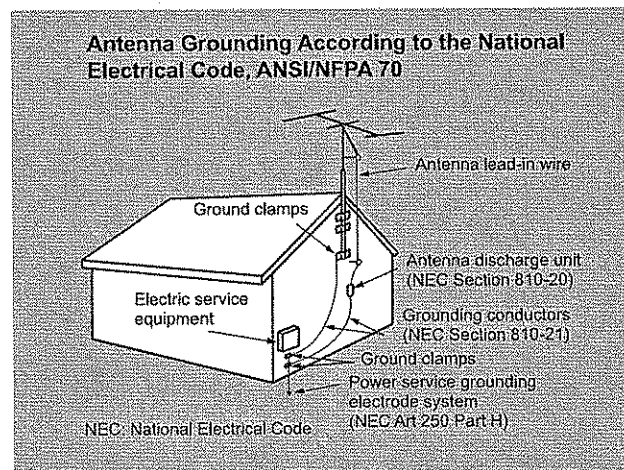 Antenna Grounding According to the National
Electrical Code, ANSI/NFPA 70
Antenna lead-in wire
Ground clamps
Antenna discharge unit
(NEC Section 810-20)
Electric service
equipment
Grounding conductors
(NEC Section 810-21)
Ground clamps
Power service grounding
electrode system
(NEC Art 250 Part H)
NEC: National Electrical Code